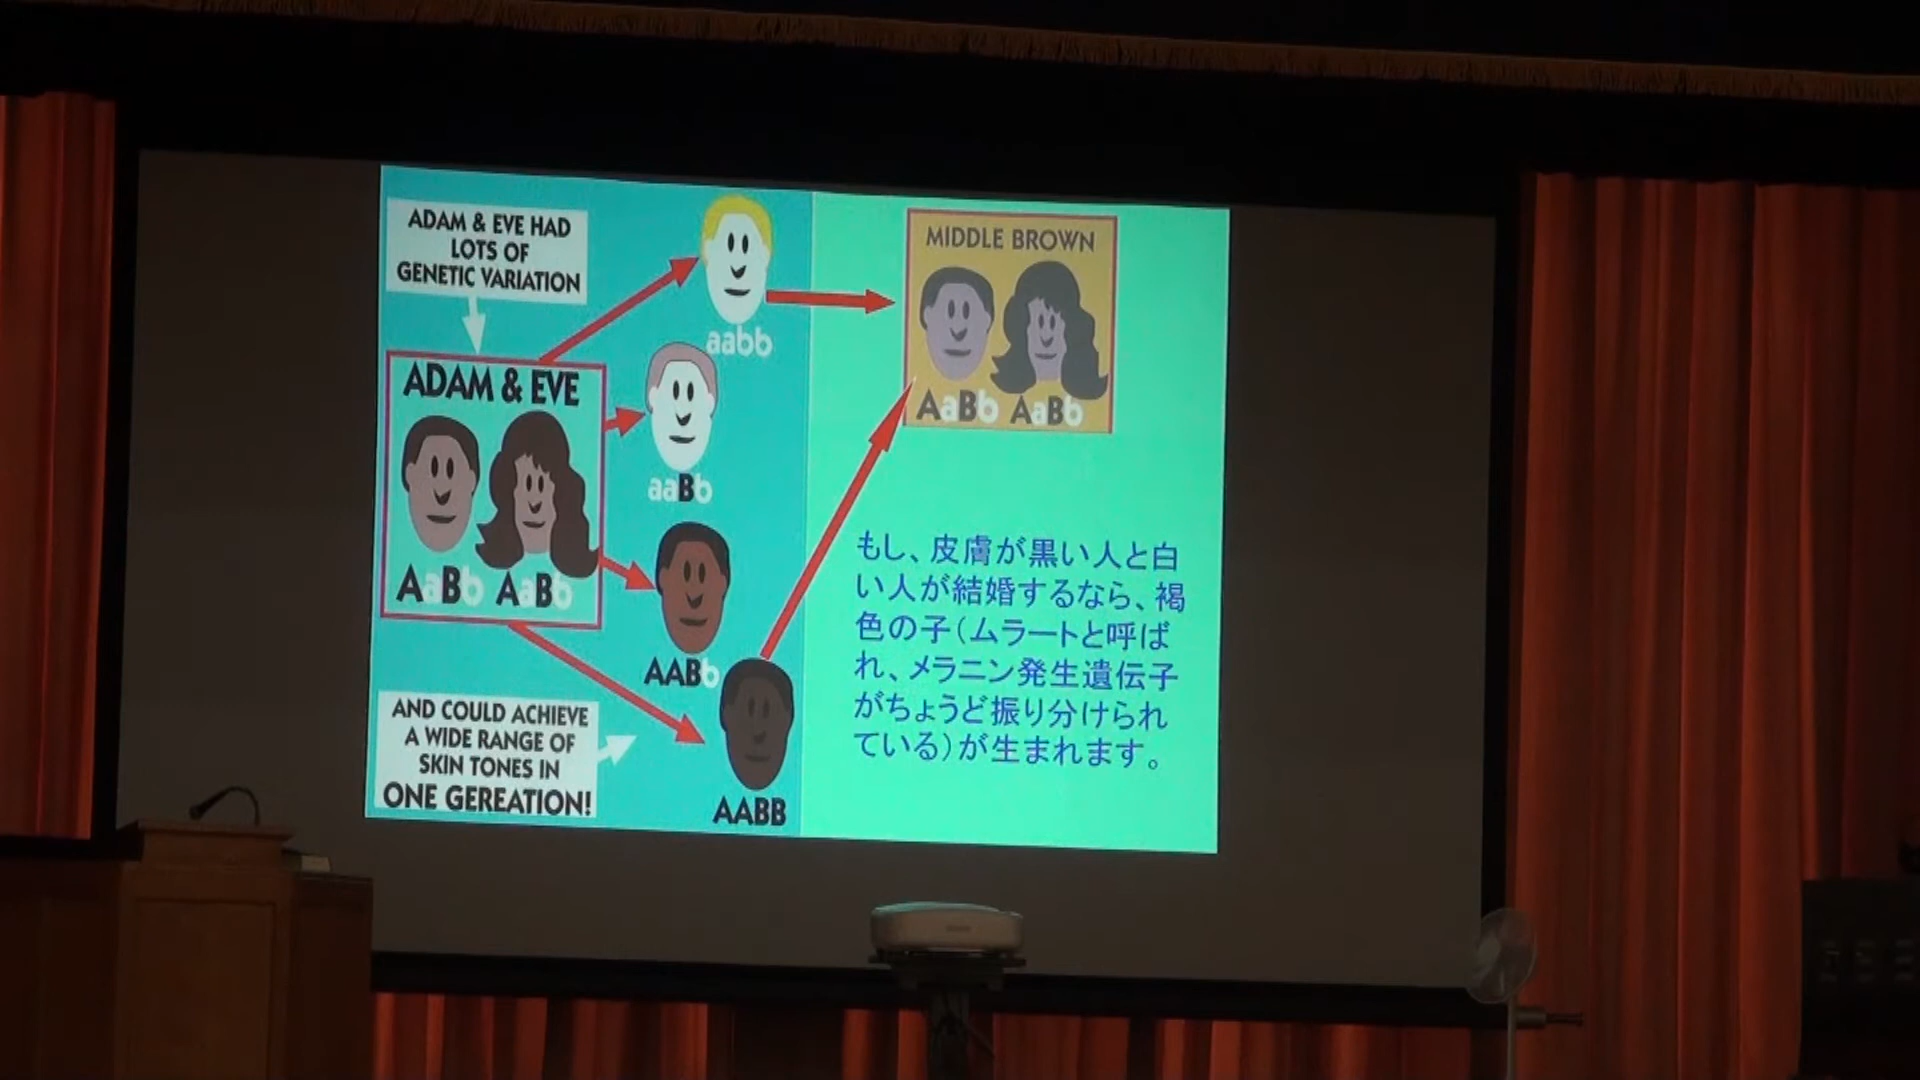 ADAM & EVE HAD
LOTS OF
GENETIC VARIATION
ADAM & EVE
AaBb AaBb
aabb
aaBb
AABb
AABB
AND COULD ACHIEVE
A WIDE RANGE OF
SKIN TONES IN
ONE GEREATION!
MIDDLE BROWN
AaBb AaBb
もし、皮膚が黒い人と白
い人が結婚するなら、褐
色の子（ムラートと呼ば
れ、メラニン発生遺伝子
がちょうど振り分けられ
ている）が生まれます。